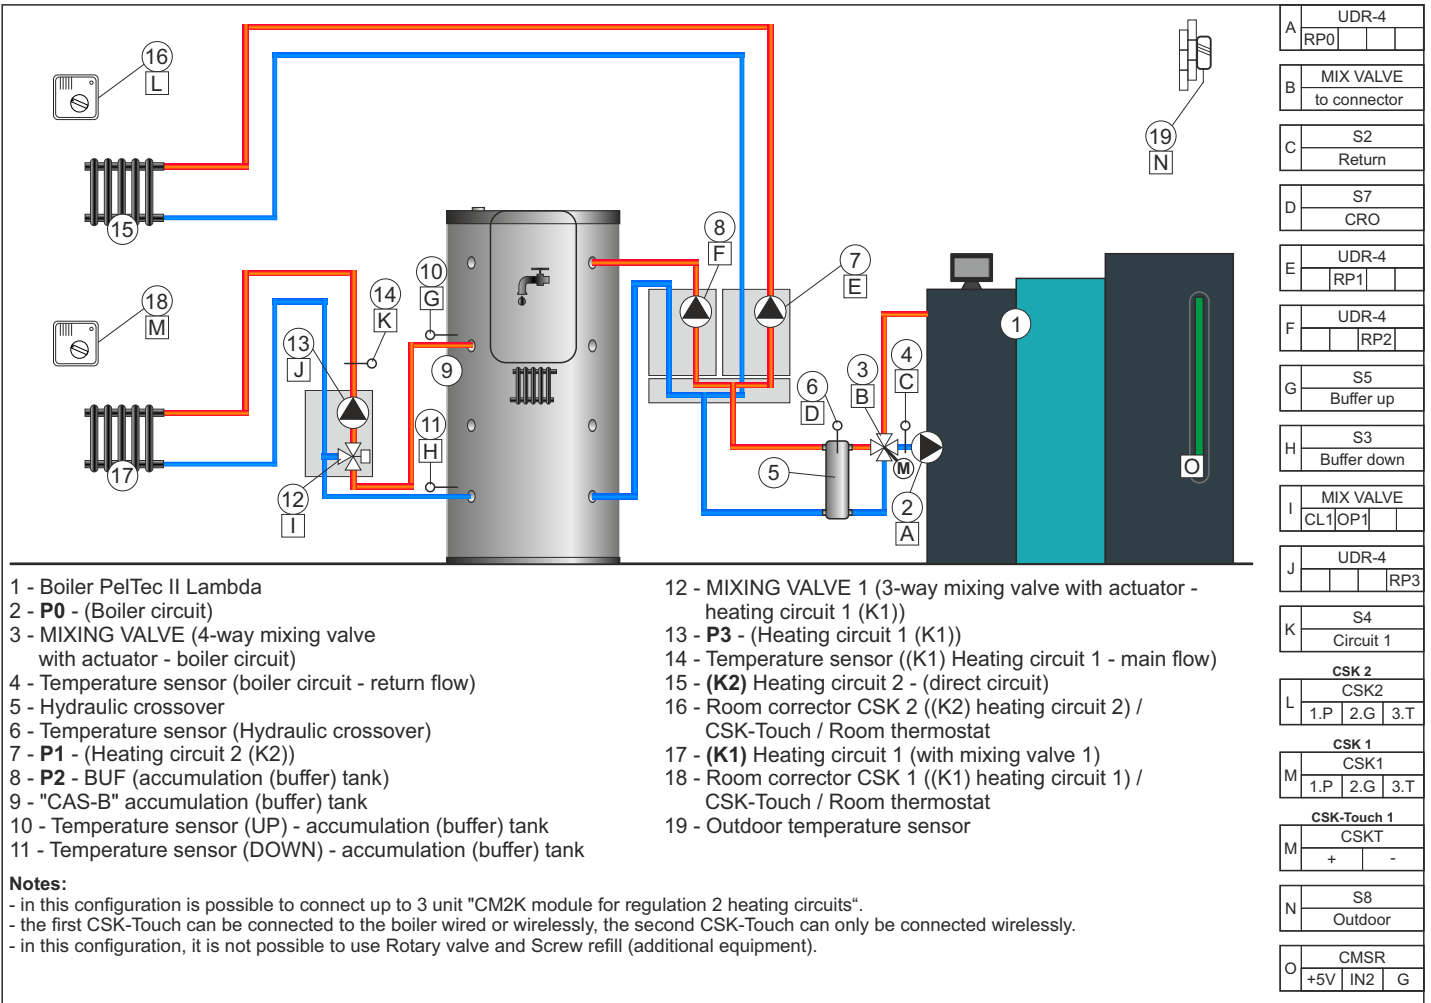 16
L
15
18
M
17
14
K
13
J
12
I
10
G
9
11
H
8
F
7
E
6
D
5
3
B
4
C
M
2
A
1
O
19
N
1 - Boiler PelTec II Lambda
2 - P0 - (Boiler circuit)
3 - MIXING VALVE (4-way mixing valve
with actuator - boiler circuit)
4 - Temperature sensor (boiler circuit - return flow)
5 - Hydraulic crossover
6 - Temperature sensor (Hydraulic crossover)
7 - P1 - (Heating circuit 2 (K2))
8 - P2 - BUF (accumulation (buffer) tank)
9 - "CAS-B" accumulation (buffer) tank
10 - Temperature sensor (UP) - accumulation (buffer) tank
11 - Temperature sensor (DOWN) - accumulation (buffer) tank
12 - MIXING VALVE 1 (3-way mixing valve with actuator -
heating circuit 1 (K1))
13 - P3 - (Heating circuit 1 (K1))
14 - Temperature sensor ((K1) Heating circuit 1 - main flow)
15 - (K2) Heating circuit 2 - (direct circuit)
16 - Room corrector CSK 2 ((K2) heating circuit 2) /
CSK-Touch / Room thermostat
17 - (K1) Heating circuit 1 (with mixing valve 1)
18 - Room corrector CSK 1 ((K1) heating circuit 1) /
CSK-Touch / Room thermostat
19 - Outdoor temperature sensor
Notes:
- in this configuration is possible to connect up to 3 unit "CM2K module for regulation 2 heating circuits“.
- the first CSK-Touch can be connected to the boiler wired or wirelessly, the second CSK-Touch can only be connected wirelessly.
- in this configuration, it is not possible to use Rotary valve and Screw refill (additional equipment).
A
UDR-4
RP0
B
MIX VALVE
to connector
C
S2
Return
D
S7
CRO
E
UDR-4
RP1
F
UDR-4
RP2
G
S5
Buffer up
H
S3
Buffer down
I
MIX VALVE
CL1 OP1
J
UDR-4
RP3
K
S4
Circuit 1
CSK 2
L
CSK2
1.P 2.G 3.T
CSK 1
M
CSK1
1.P 2.G 3.T
CSK-Touch 1
M
CSKT
+ -
N
S8
Outdoor
O
CMSR
+5V IN2 G